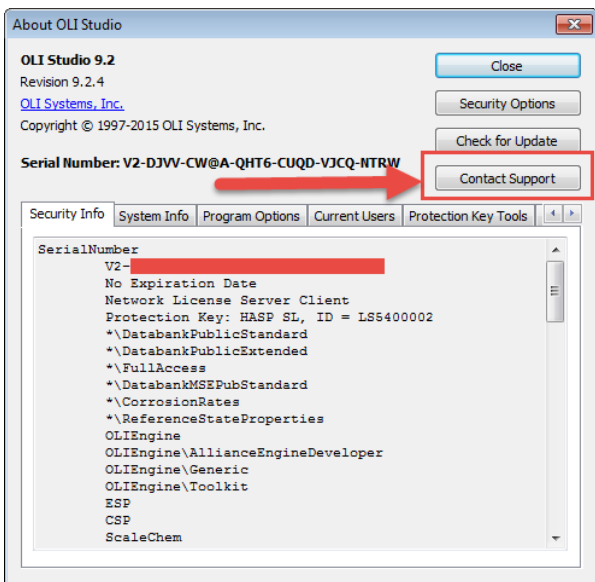 About OLI Studio
OLI Studio 9.2
Revision 9.2.4
OLI Systems, Inc.
Copyright © 1997-2015 OLI Systems, Inc.
Serial Number: V2-DJVV-CW@A-QHT6-CUQD-VJCQ-NTRW
Close
Security Options
Check for Update
Contact Support
Security Info System Info Program Options Current Users Protection Key Tools
SerialNumber
V2-
No Expiration Date
Network License Server Client
Protection Key: HASP SL, ID = LS5400002
*\DatabankPublicStandard
*\DatabankPublicExtended
*\FullAccess
*\DatabankMSEPubStandard
*\CorrosionRates
*\ReferenceStateProperties
OLIEngine
OLIEngine\AllianceEngineDeveloper
OLIEngine\Generic
OLIEngine\Toolkit
ESP
CSP
ScaleChem